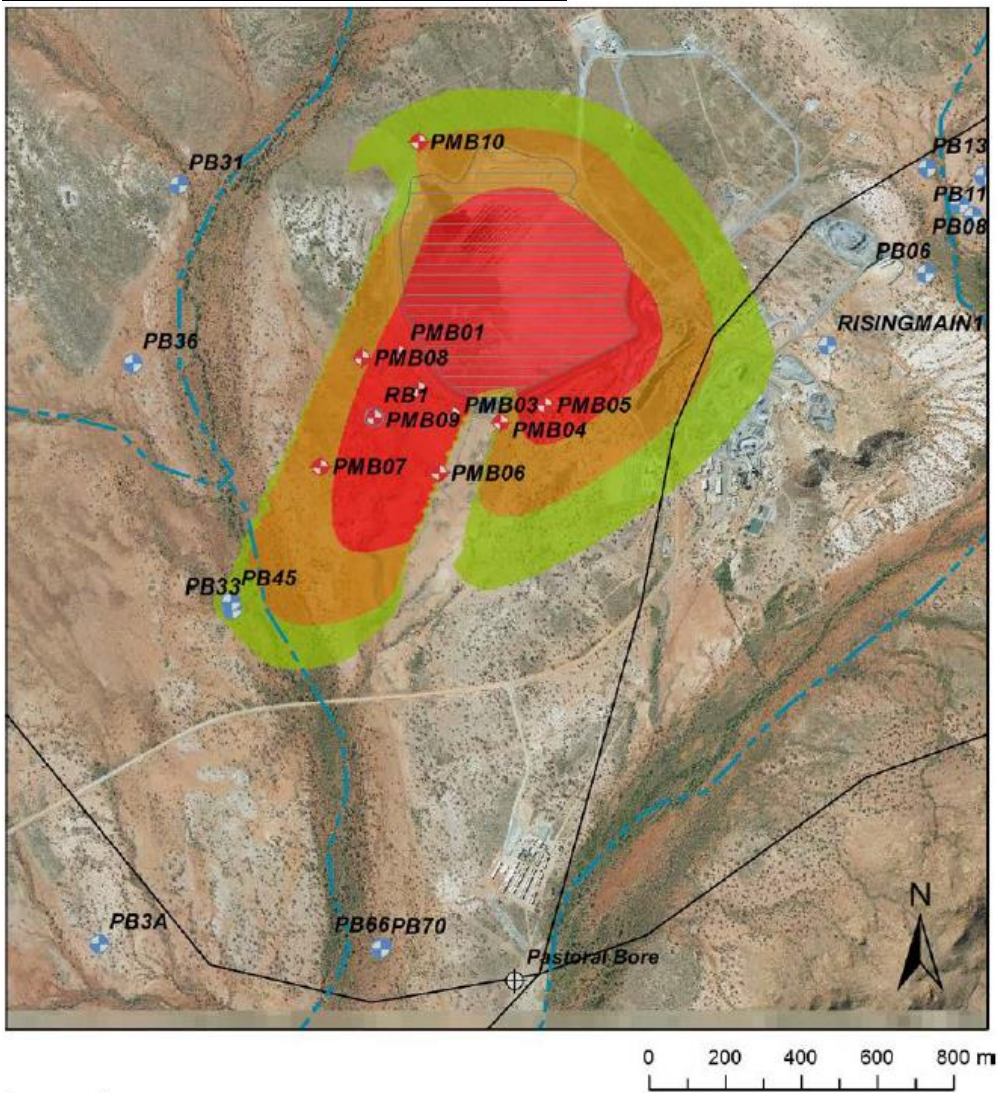 PMB10
PB31
PB13
PB11
PB08
PB06
RISINGMAIN1
PB36
PMB01
PMB08
RB1
PMB03
PMB05
PMB09
PMB04
PMB07
PMB06
PB33
PB45
PB3A
PB66
PB70
Pastoral Bore
N
0 200 400 600 800 m